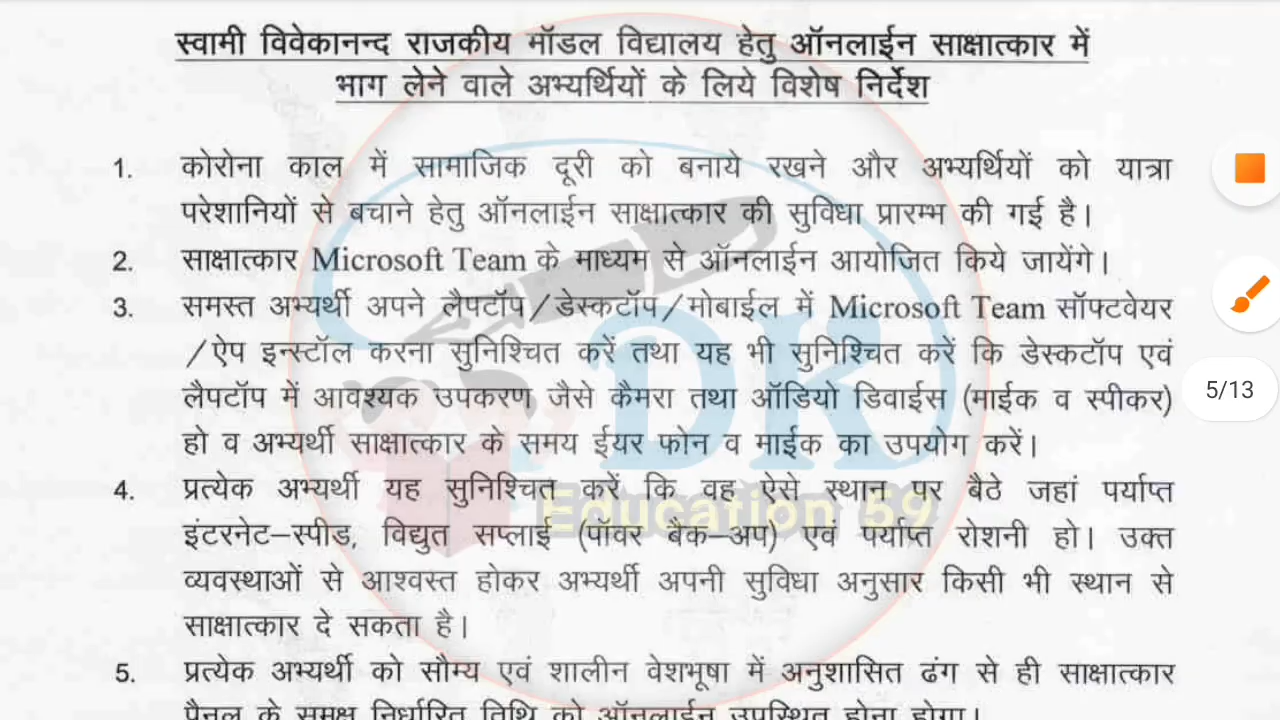 स्वामी विवेकानन्द राजकीय मॉडल विद्यालय हेतु ऑनलाईन साक्षात्कार में
भाग लेने वाले अभ्यर्थियों के लिये विशेष निर्देश
1. कोरोना काल में सामाजिक दूरी को बनाये रखने और अभ्यर्थियों को यात्रा
परेशानियों से बचाने हेतु ऑनलाईन साक्षात्कार की सुविधा प्रारम्भ की गई है।
2. साक्षात्कार Microsoft Team के माध्यम से ऑनलाईन आयोजित किये जायेंगे।
3. समस्त अभ्यर्थी अपने लैपटॉप/डेस्कटॉप/मोबाईल में Microsoft Team सॉफ्टवेयर
/ऐप इन्स्टॉल करना सुनिश्चित करें तथा यह भी सुनिश्चित करें कि डेस्कटॉप एवं
लैपटॉप में आवश्यक उपकरण जैसे कैमरा तथा ऑडियो डिवाईस (माईक व स्पीकर)
हो व अभ्यर्थी साक्षात्कार के समय ईयर फोन व माईक का उपयोग करें।
4. प्रत्येक अभ्यर्थी यह सुनिश्चित करें कि वह ऐसे स्थान पर बैठे जहां पर्याप्त
इंटरनेट–स्पीड, विद्युत सप्लाई (पॉवर बैक–अप) एवं पर्याप्त रोशनी हो। उक्त
व्यवस्थाओं से आश्वस्त होकर अभ्यर्थी अपनी सुविधा अनुसार किसी भी स्थान से
साक्षात्कार दे सकता है।
5. प्रत्येक अभ्यर्थी को सौम्य एवं शालीन वेशभूषा में अनुशासित ढंग से ही साक्षात्कार
पैनल के समक्ष निर्धारित तिथि को ऑनलाईन उपस्थित होना होगा।
5/13
DK
Education 59